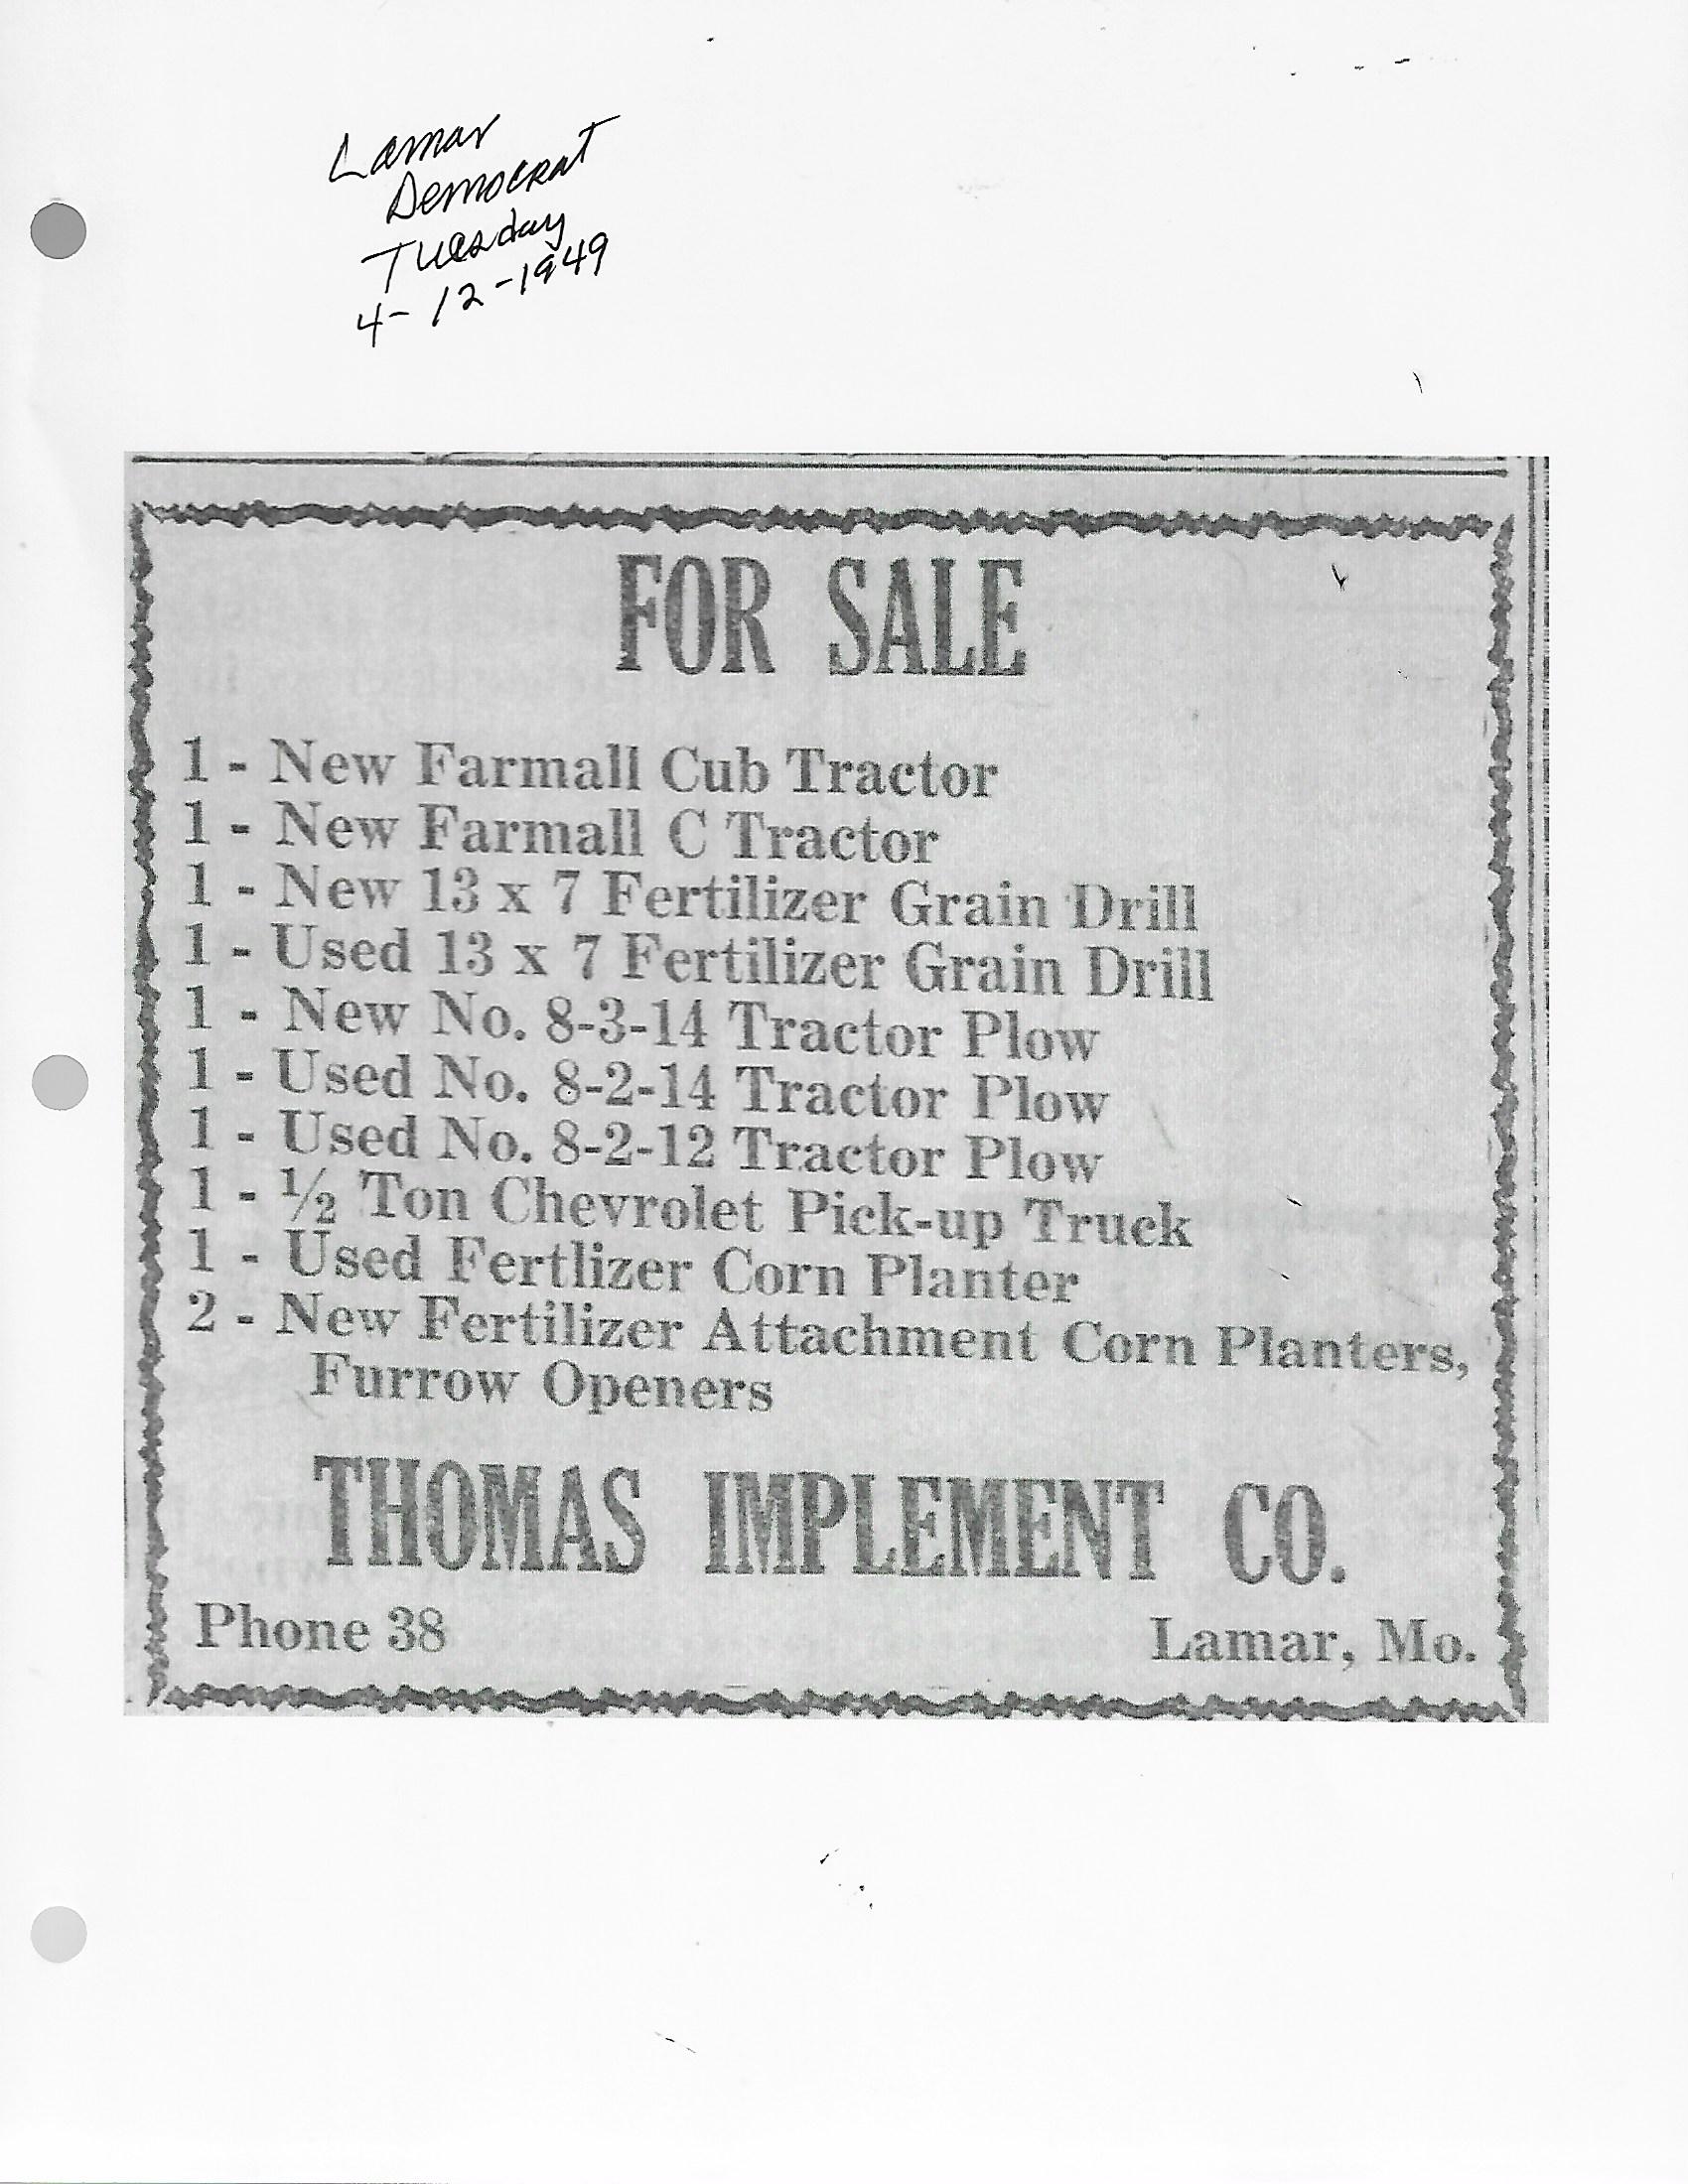 Lamar
Democrat
Tuesday
4-12-1949
FOR SALE
1 - New Farmall Cub Tractor
1 - New Farmall C Tractor
1 - New 13 x 7 Fertilizer Grain Drill
1 - Used 13 x 7 Fertilizer Grain Drill
1 - New No. 8-3-14 Tractor Plow
1 - Used No. 8-2-14 Tractor Plow
1 - Used No. 8-2-12 Tractor Plow
1 - ½ Ton Chevrolet Pick-up Truck
1 - Used Fertlizer Corn Planter
2 - New Fertilizer Attachment Corn Planters,
Furrow Openers
THOMAS IMPLEMENT CO.
Phone 38 Lamar, Mo.